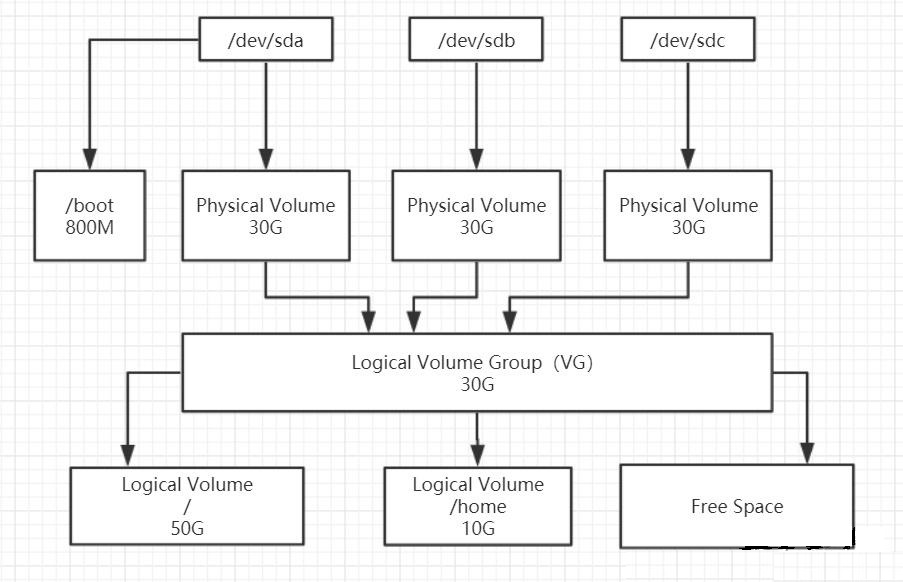 /dev/sda
/dev/sdb
/dev/sdc
/boot
800M
Physical Volume
30G
Physical Volume
30G
Physical Volume
30G
Logical Volume Group（VG）
30G
Logical Volume
/
50G
Logical Volume
/home
10G
Free Space